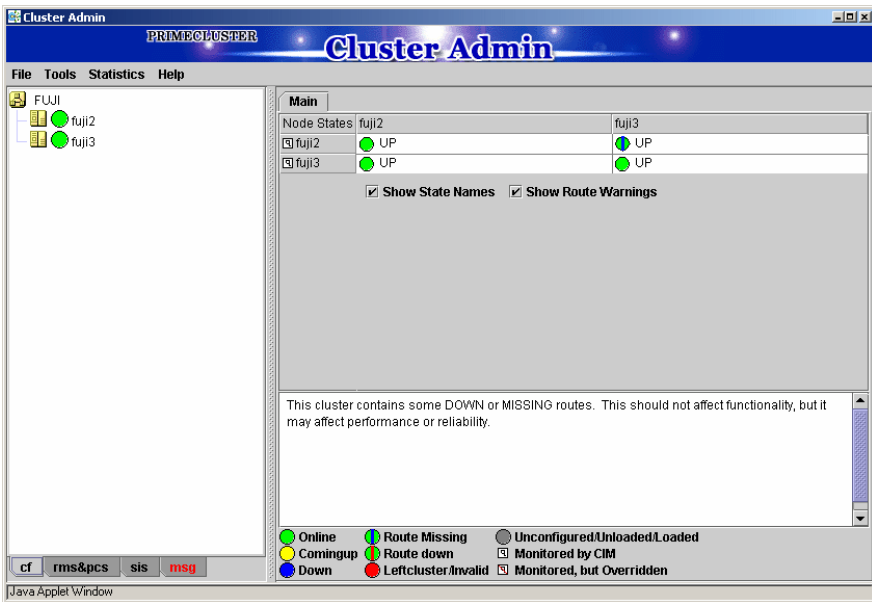 Cluster Admin
PRIMECLUSTER
Cluster Admin
File Tools Statistics Help
FUJI
fuji2
fuji3
Main
Node States fuji2 fuji3
fuji2 UP UP
fuji3 UP UP
Show State Names Show Route Warnings
This cluster contains some DOWN or MISSING routes. This should not affect functionality, but it
may affect performance or reliability.
Online Route Missing Unconfigured/Unloaded/Loaded
Comingup Route down Monitored by CIM
Down Leftcluster/Invalid Monitored, but Overridden
cf rms&pcs sis msg
Java Applet Window